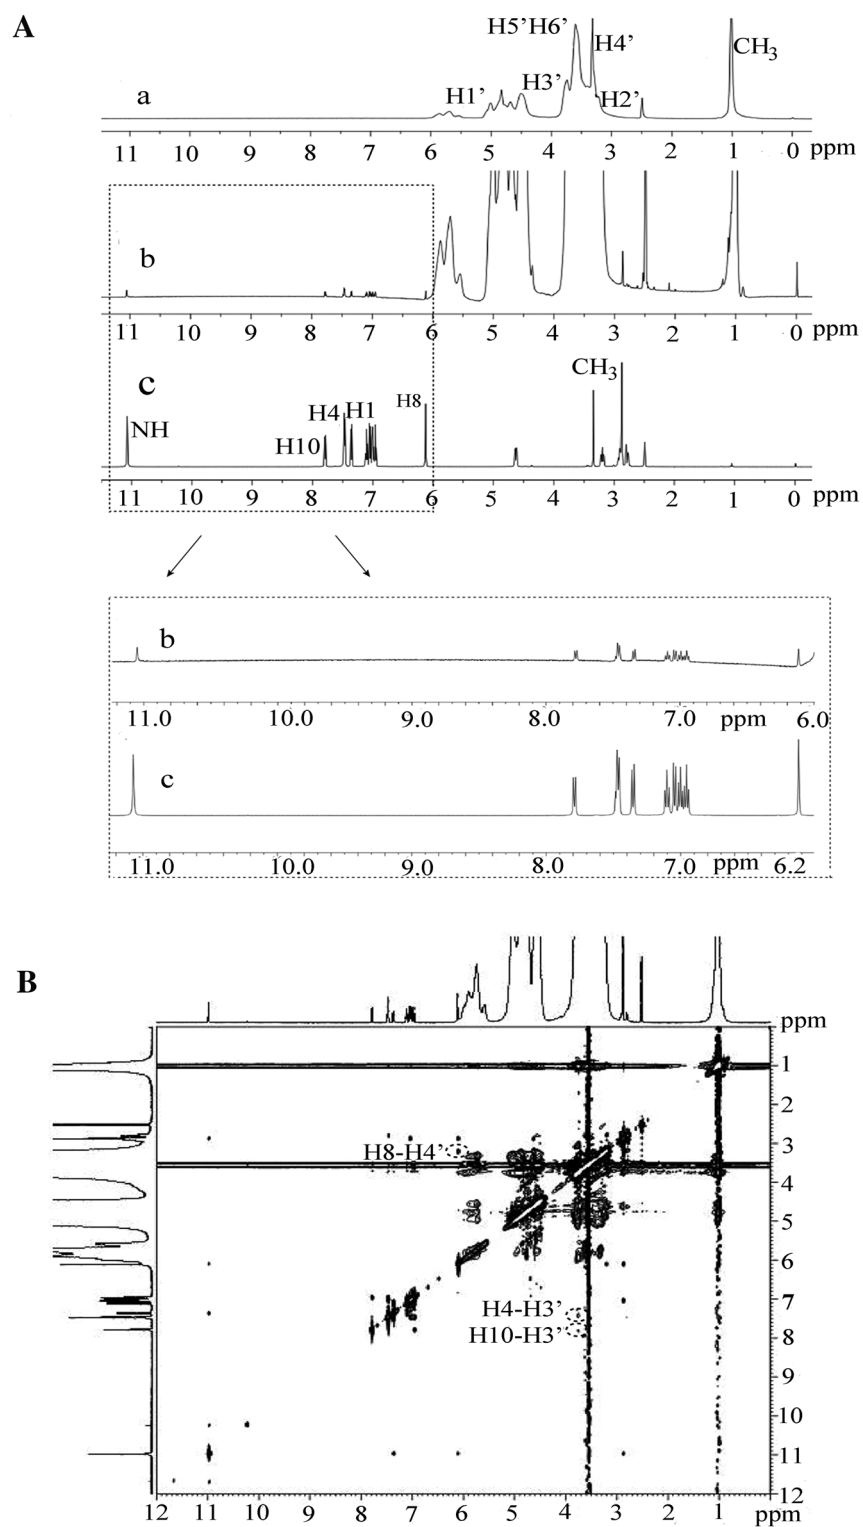 A
a
H1'
H3'
H5'H6'
H4'
H2'
CH3
11 10 9 8 7 6 5 4 3 2 1 0 ppm
b
11 10 9 8 7 6 5 4 3 2 1 0 ppm
c
NH
H10
H4
H1
H8
CH3
11 10 9 8 7 6 5 4 3 2 1 0 ppm
b
11.0 10.0 9.0 8.0 7.0 ppm 6.0
c
11.0 10.0 9.0 8.0 7.0 ppm 6.2
B
ppm
1
2
3
4
5
6
7
8
9
10
11
12
H8-H4'
H4-H3'
H10-H3'
12 11 10 9 8 7 6 5 4 3 2 1 ppm